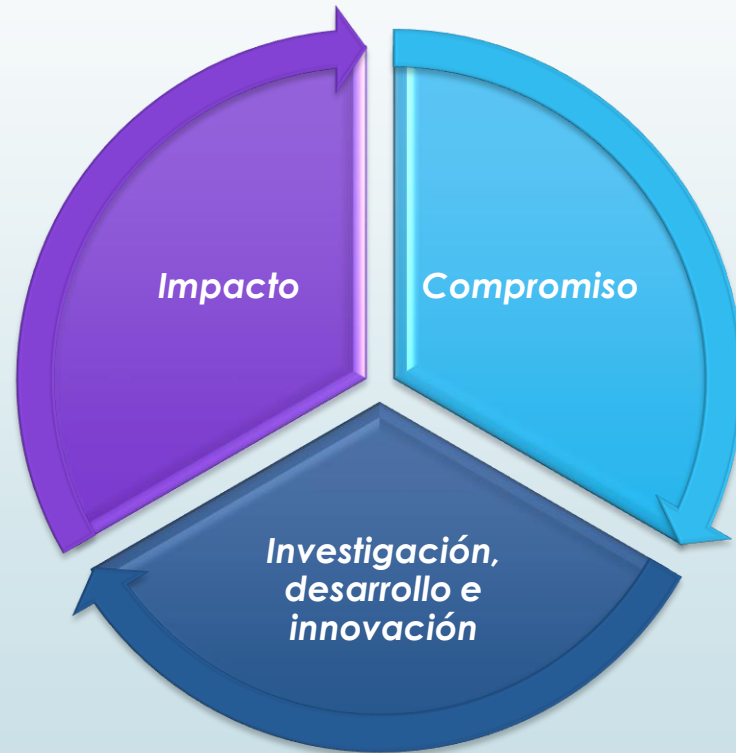 Impacto
Compromiso
Investigación,
desarrollo e
innovación